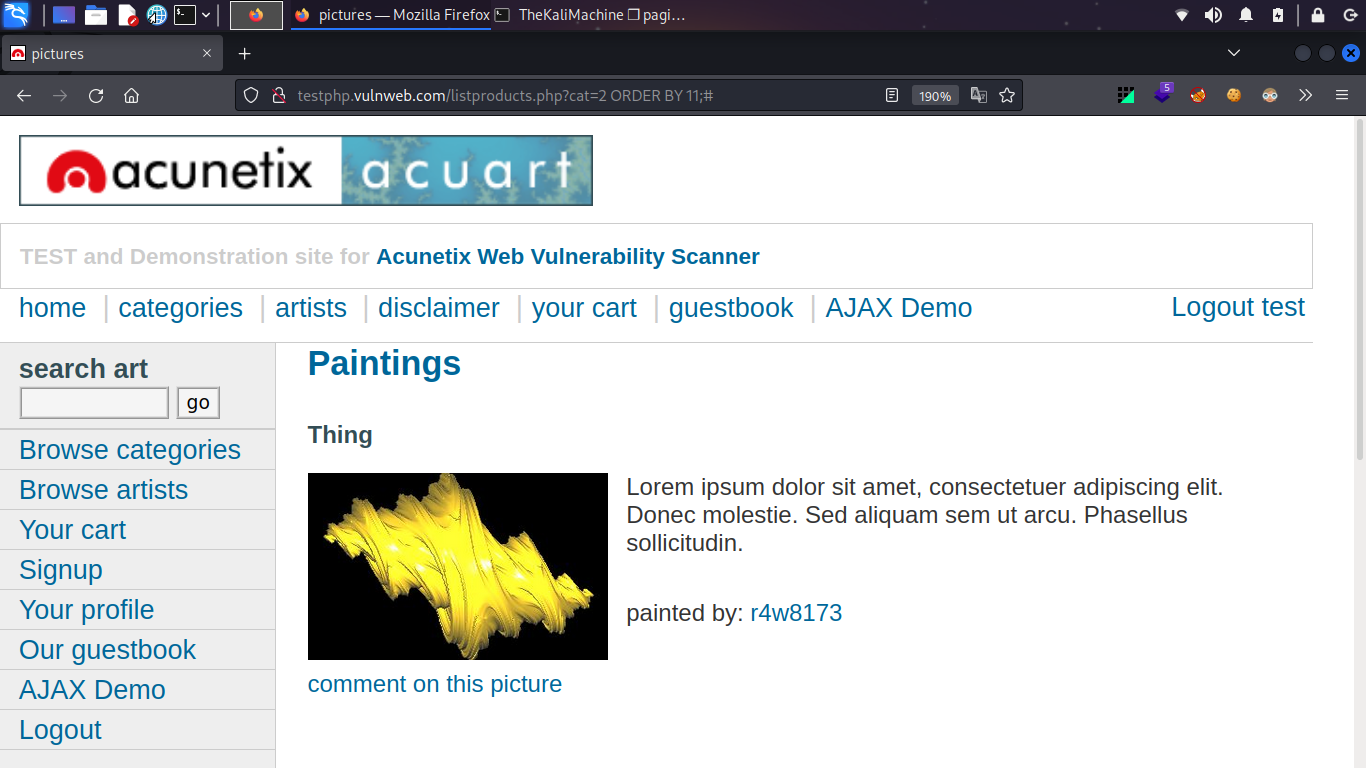 pictures — Mozilla Firefox
TheKaliMachine ❐ pagi…
pictures
testphp.vulnweb.com/listproducts.php?cat=2 ORDER BY 11;#
190%
5
acunetix acuart
TEST and Demonstration site for Acunetix Web Vulnerability Scanner
home | categories | artists | disclaimer | your cart | guestbook | AJAX Demo
Logout test
search art
go
Browse categories
Browse artists
Your cart
Signup
Your profile
Our guestbook
AJAX Demo
Logout
Paintings
Thing
Lorem ipsum dolor sit amet, consectetuer adipiscing elit.
Donec molestie. Sed aliquam sem ut arcu. Phasellus
sollicitudin.
painted by: r4w8173
comment on this picture